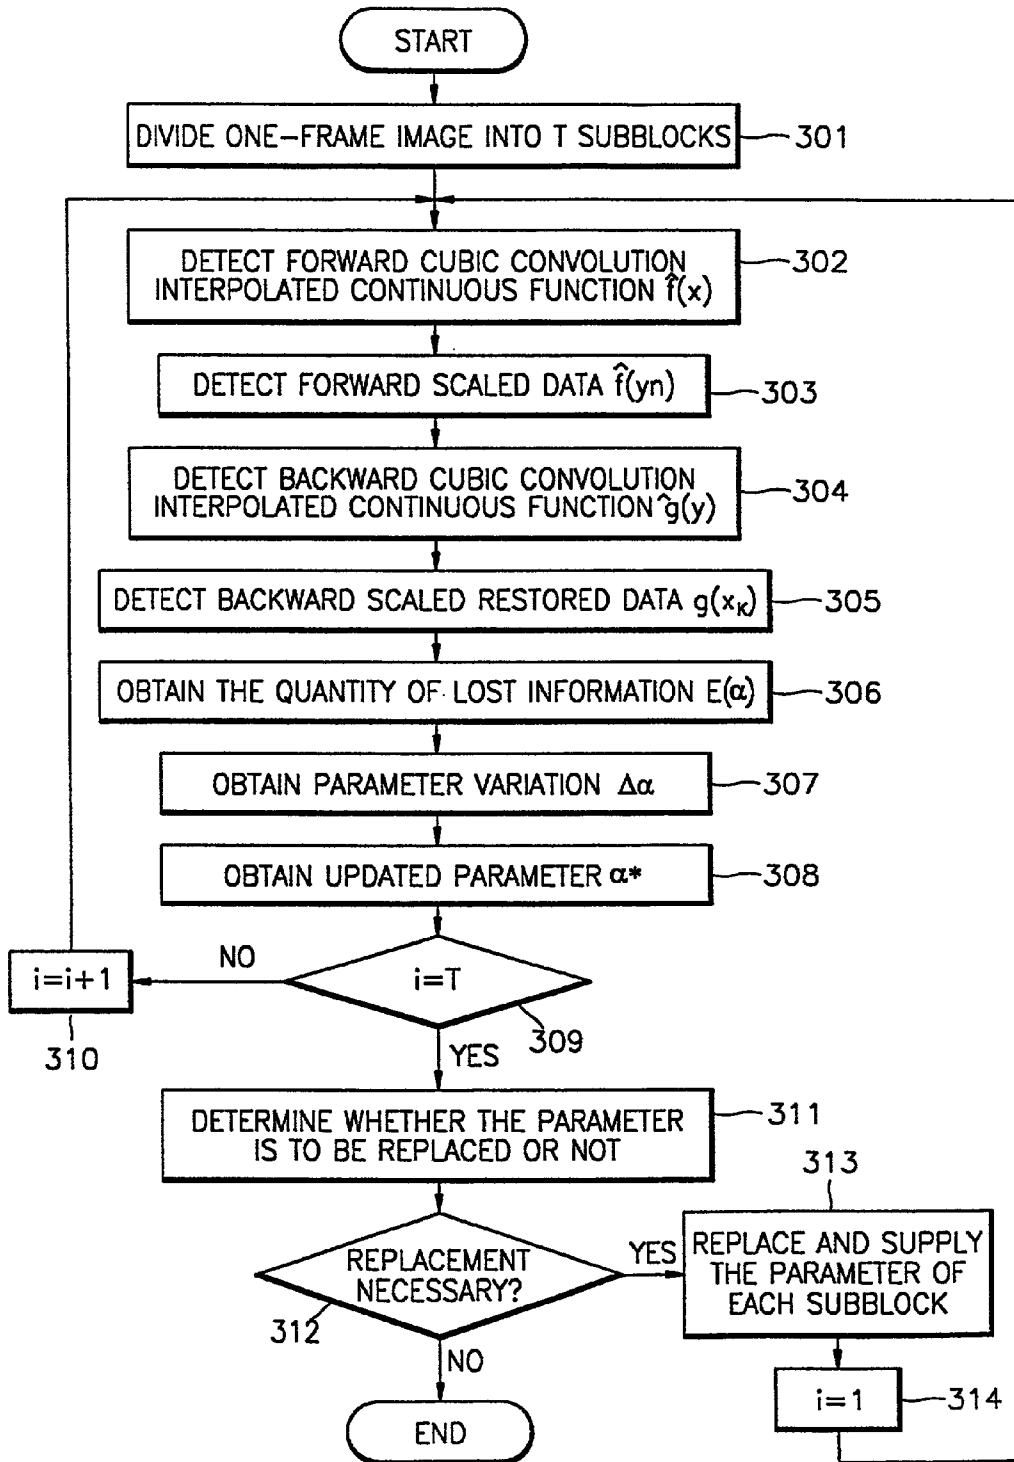 START
DIVIDE ONE-FRAME IMAGE INTO T SUBBLOCKS
301
DETECT FORWARD CUBIC CONVOLUTION
INTERPOLATED CONTINUOUS FUNCTION f̂(x)
302
DETECT FORWARD SCALED DATA f̂(yn)
303
DETECT BACKWARD CUBIC CONVOLUTION
INTERPOLATED CONTINUOUS FUNCTION ĝ(y)
304
DETECT BACKWARD SCALED RESTORED DATA g(xₖ)
305
OBTAIN THE QUANTITY OF LOST INFORMATION E(α)
306
OBTAIN PARAMETER VARIATION Δα
307
OBTAIN UPDATED PARAMETER α*
308
i=i+1
310
NO
i=T
309
YES
DETERMINE WHETHER THE PARAMETER
IS TO BE REPLACED OR NOT
311
REPLACEMENT
NECESSARY?
312
YES
313
REPLACE AND SUPPLY
THE PARAMETER OF
EACH SUBBLOCK
NO
i=1
314
END